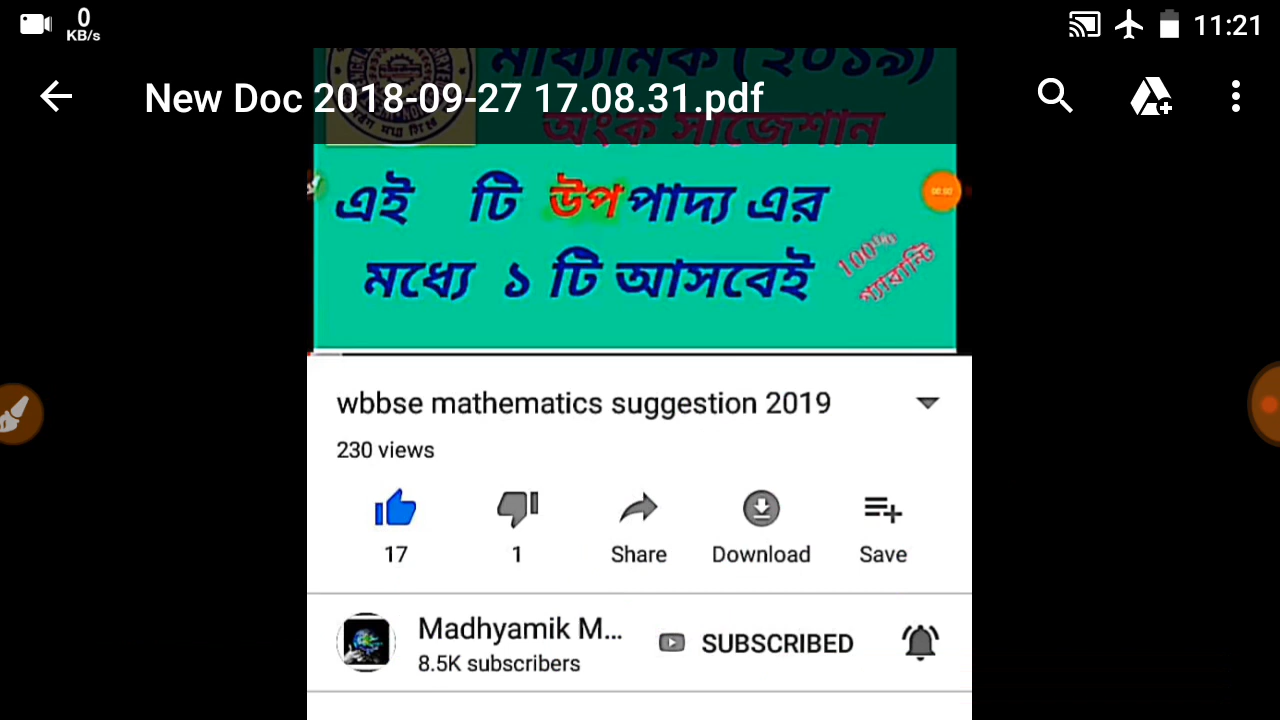 0
KB/s
11:21
New Doc 2018-09-27 17.08.31.pdf
মাধ্যমিক (২০১৯)
অংক সাজেশান
এই টি উপপাদ্য এর
মধ্যে ১ টি আসবেই
100%
গ্যারান্টি
00:00
wbbse mathematics suggestion 2019
230 views
17 1 Share Download Save
Madhyamik M... SUBSCRIBED
8.5K subscribers